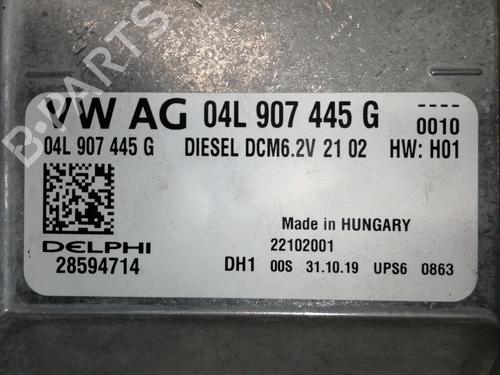 VW AG 04L 907 445 G
----
0010
04L 907 445 G DIESEL DCM6.2V 21 02 HW: H01
Made in HUNGARY
DELPHI 22102001
28594714 DH1 00S 31.10.19 UPS6 0863
B-PARTS